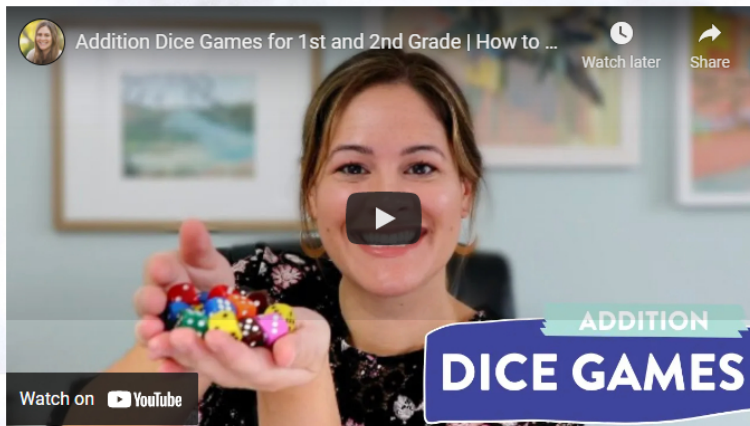 Addition Dice Games for 1st and 2nd Grade | How to ...
Watch later
Share
ADDITION
DICE GAMES
Watch on YouTube